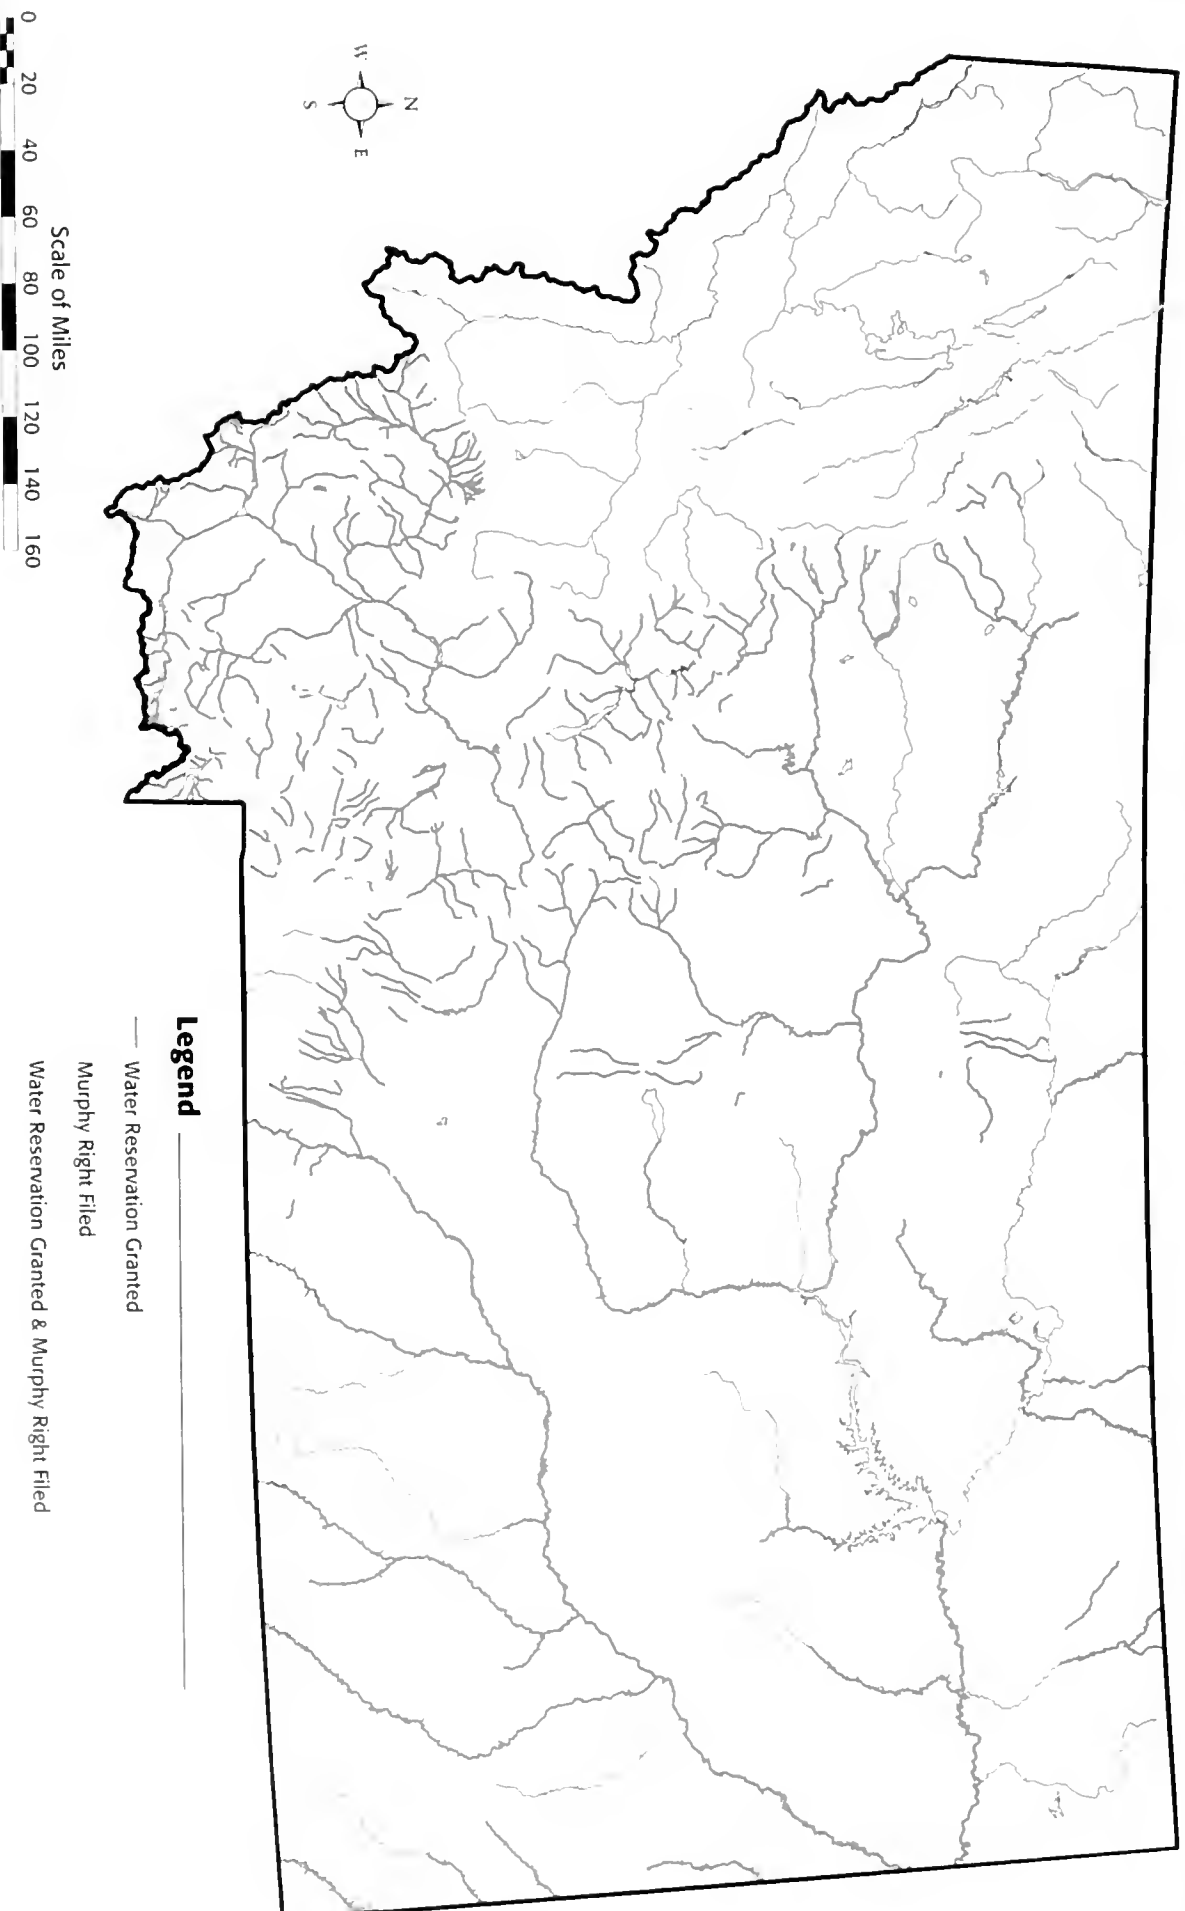 W
N
S
E
Scale of Miles
0 20 40 60 80 100 120 140 160
Legend
Water Reservation Granted
Murphy Right Filed
Water Reservation Granted & Murphy Right Filed